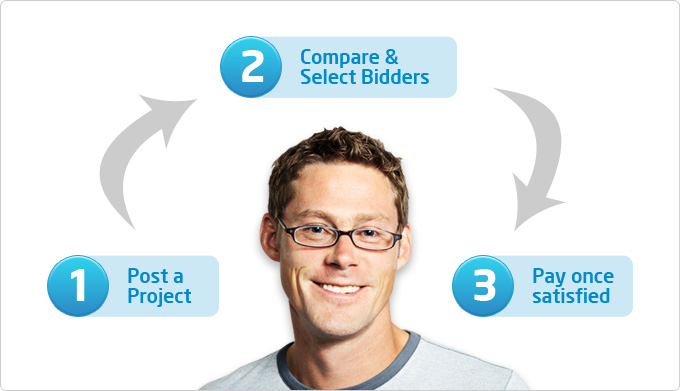 1
Post a
Project
2
Compare &
Select Bidders
3
Pay once
satisfied